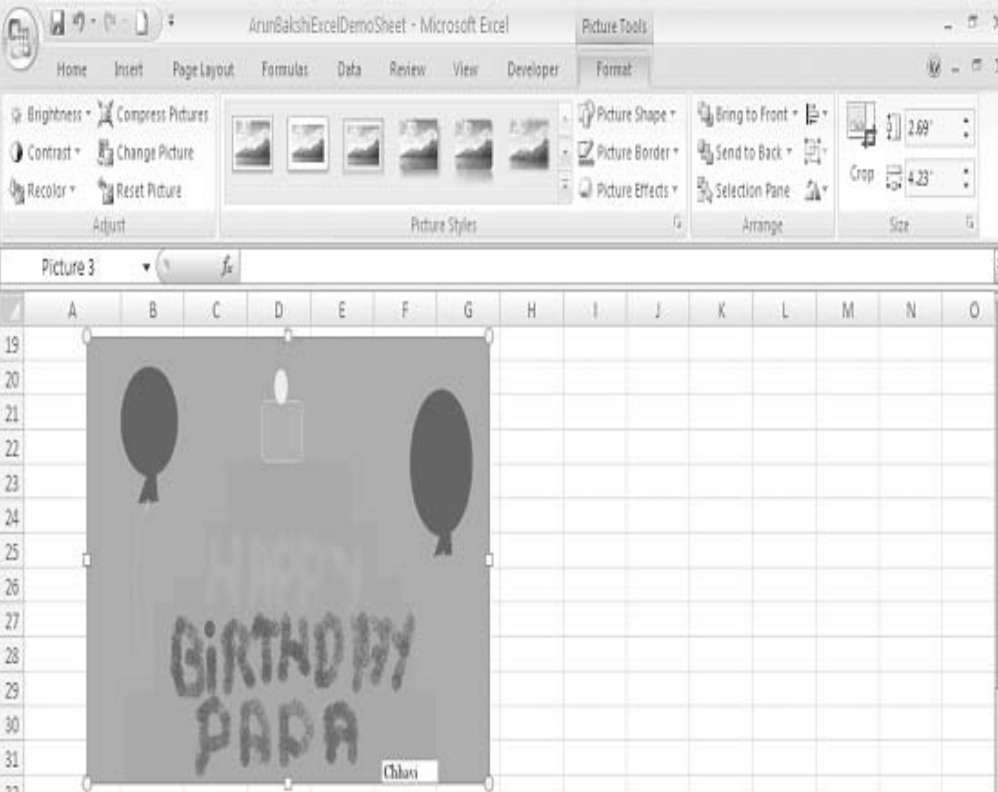 ArunBakshiExcelDemoSheet - Microsoft Excel
Picture Tools
Home Insert Page Layout Formulas Data Review View Developer Format
Brightness Compress Pictures Picture Shape Bring to Front 2.69"
Contrast Change Picture Picture Border Send to Back
Recolor Reset Picture Picture Effects Selection Pane Crop 4.23"
Adjust Picture Styles Arrange Size
Picture 3 fx
A B C D E F G H I J K L M N O
19
20
21
22
23
24
25
HAPPY
26
27
BiRTHDAY
28
29
30
PAPA
31
Chhavi
32